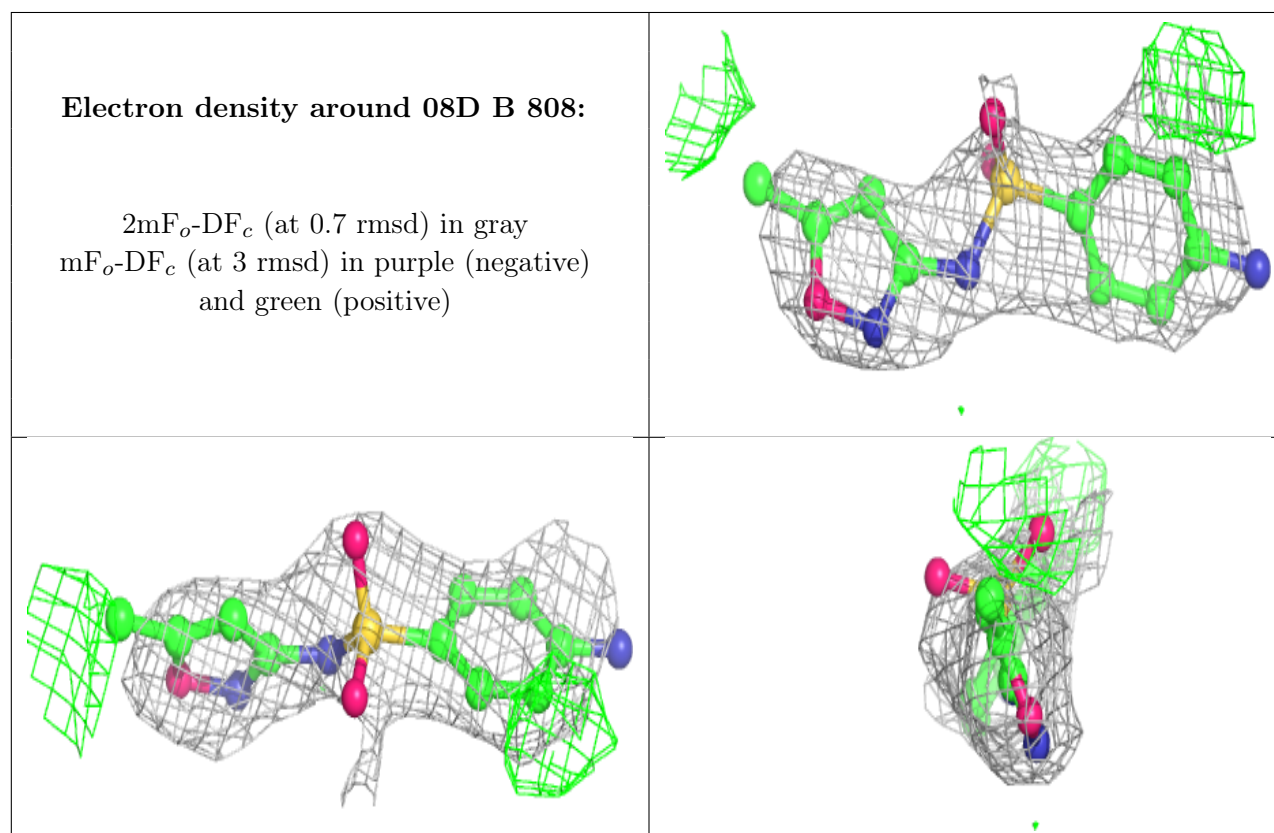 Electron density around 08D B 808:
2mFo-DFc (at 0.7 rmsd) in gray
mFo-DFc (at 3 rmsd) in purple (negative)
and green (positive)